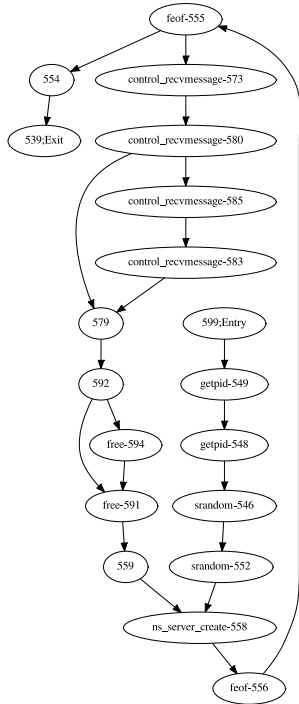 feof-555
554
control_recvmessage-573
539;Exit
control_recvmessage-580
control_recvmessage-585
control_recvmessage-583
579
599;Entry
592
getpid-549
free-594
getpid-548
free-591
srandom-546
559
srandom-552
ns_server_create-558
feof-556